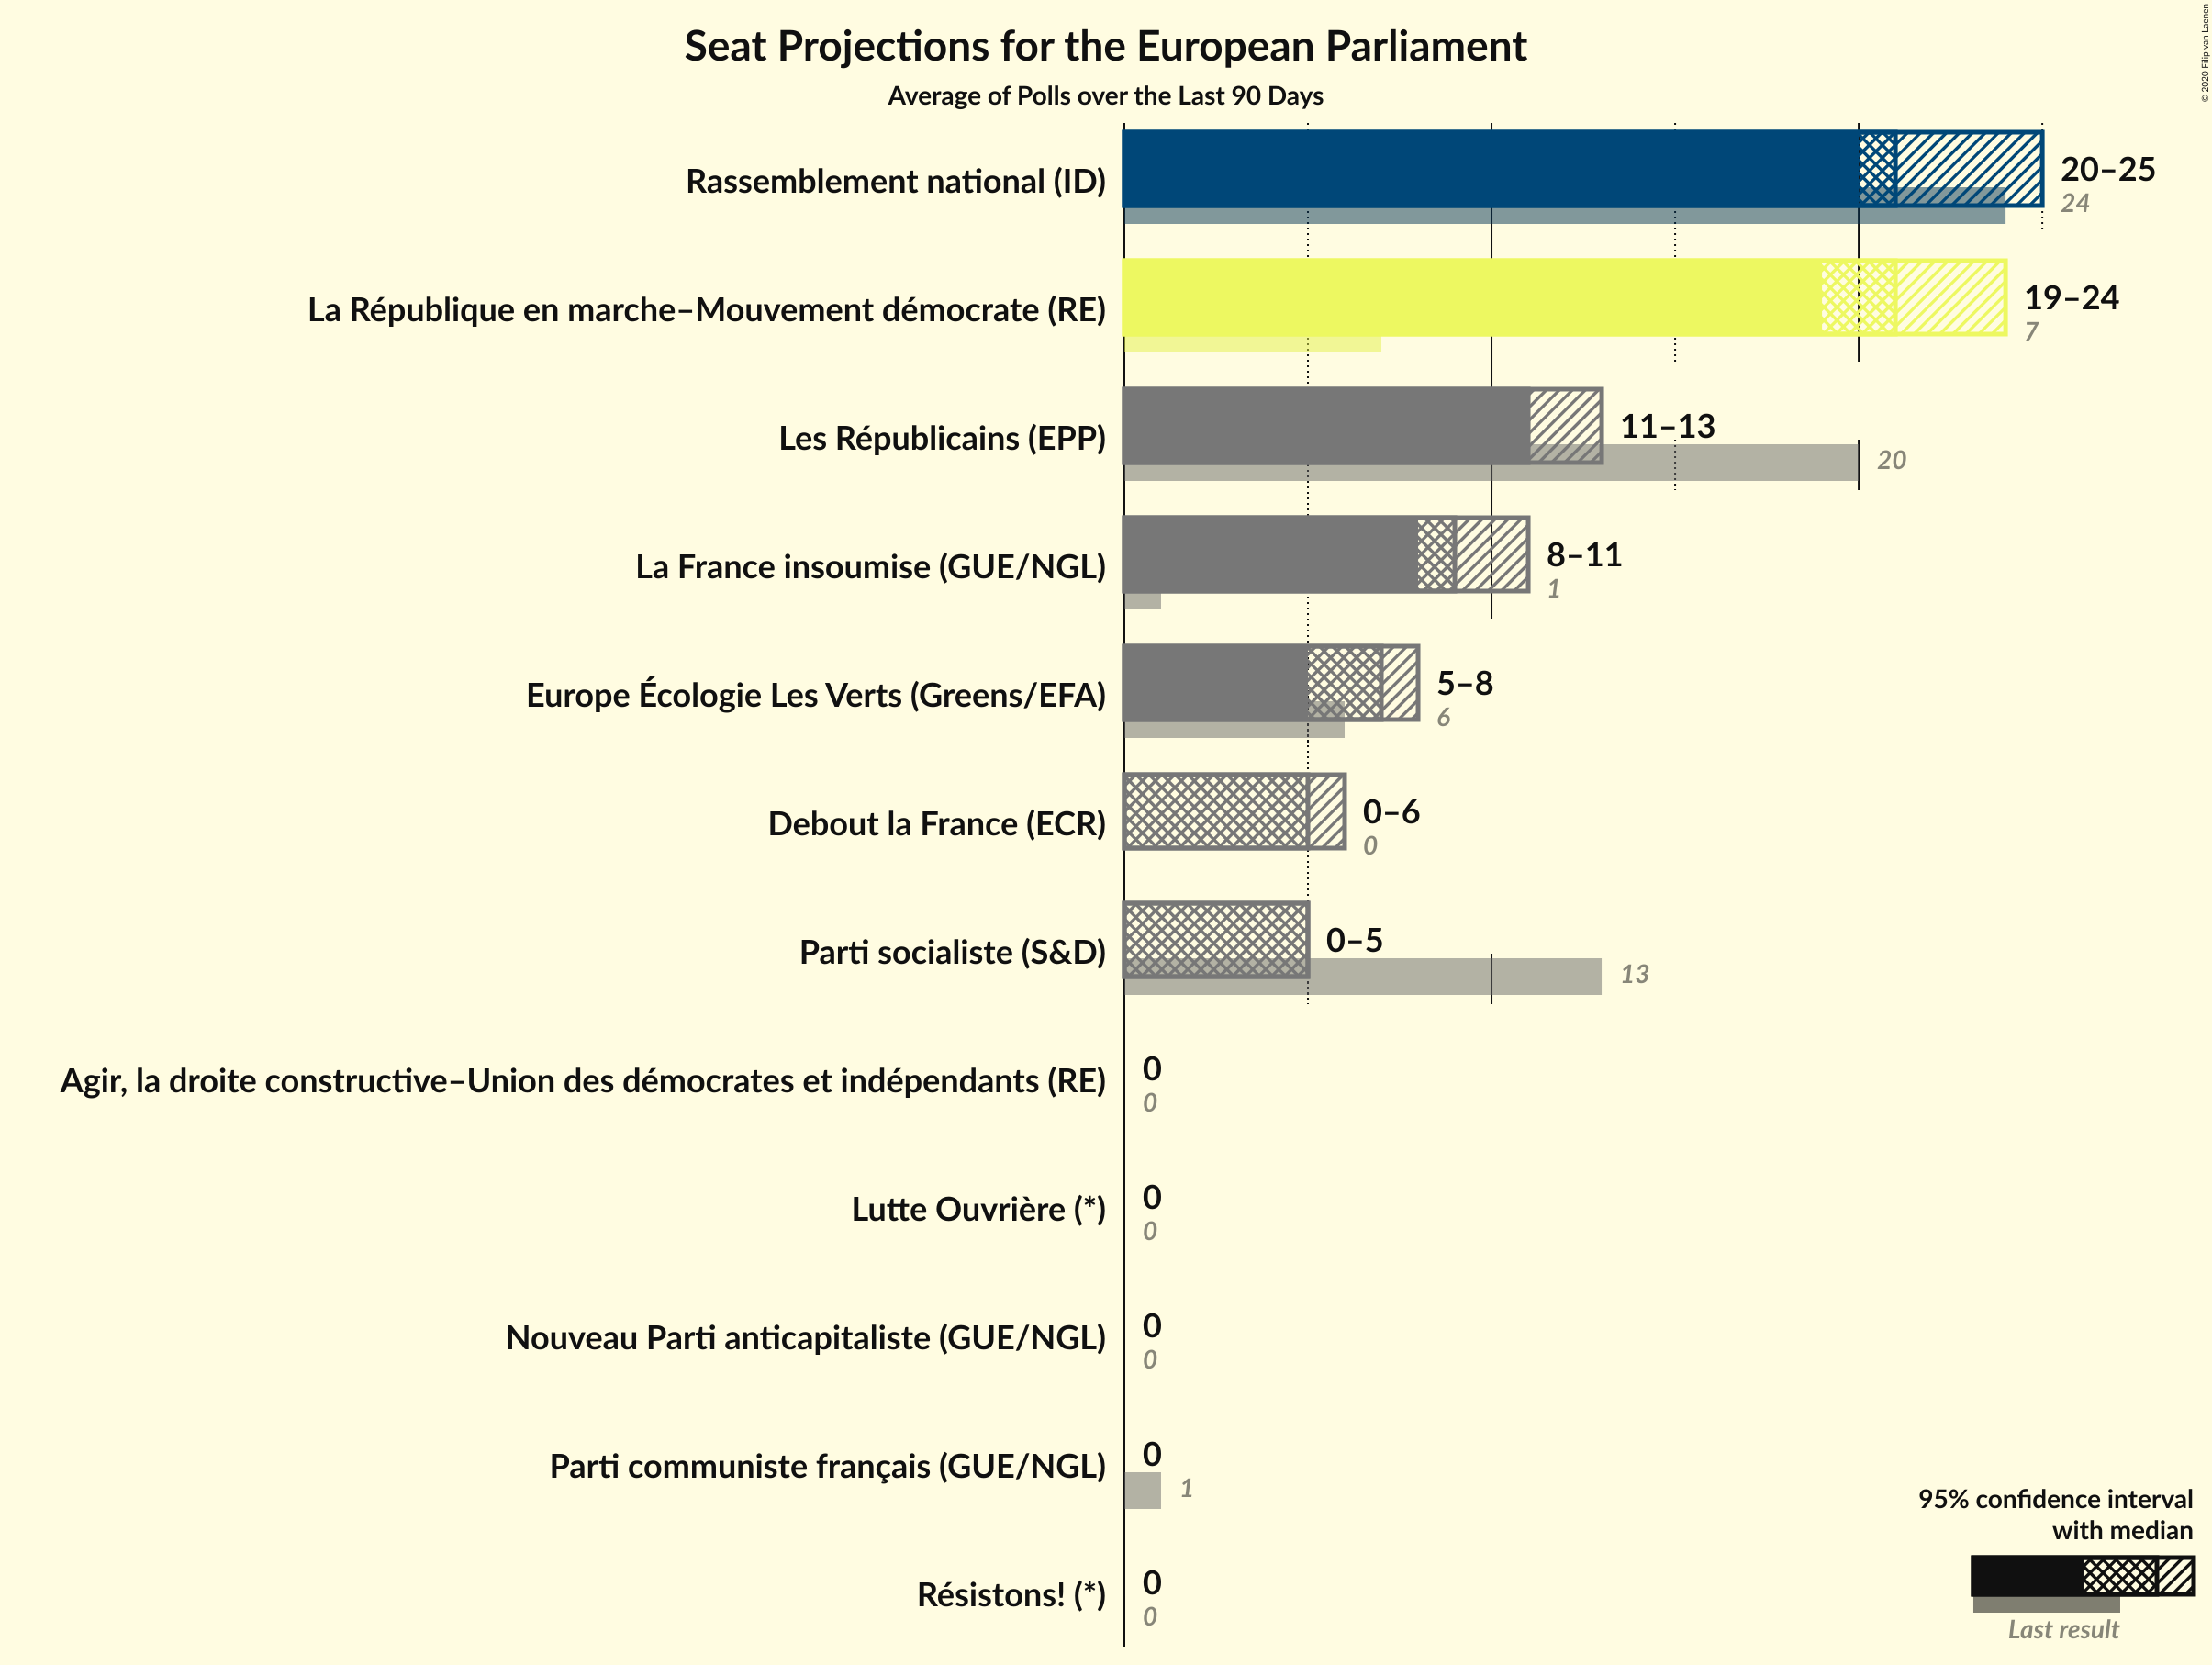 Seat Projections for the European Parliament
Average of Polls over the Last 90 Days
© 2020 Filip van Laenen
Rassemblement national (ID)
20–25
24
La République en marche–Mouvement démocrate (RE)
19–24
7
Les Républicains (EPP)
11–13
20
La France insoumise (GUE/NGL)
8–11
1
Europe Écologie Les Verts (Greens/EFA)
5–8
6
Debout la France (ECR)
0–6
0
Parti socialiste (S&D)
0–5
13
Agir, la droite constructive–Union des démocrates et indépendants (RE)
0
0
Lutte Ouvrière (*)
0
0
Nouveau Parti anticapitaliste (GUE/NGL)
0
0
Parti communiste français (GUE/NGL)
0
1
Résistons! (*)
0
0
95% confidence interval
with median
Last result